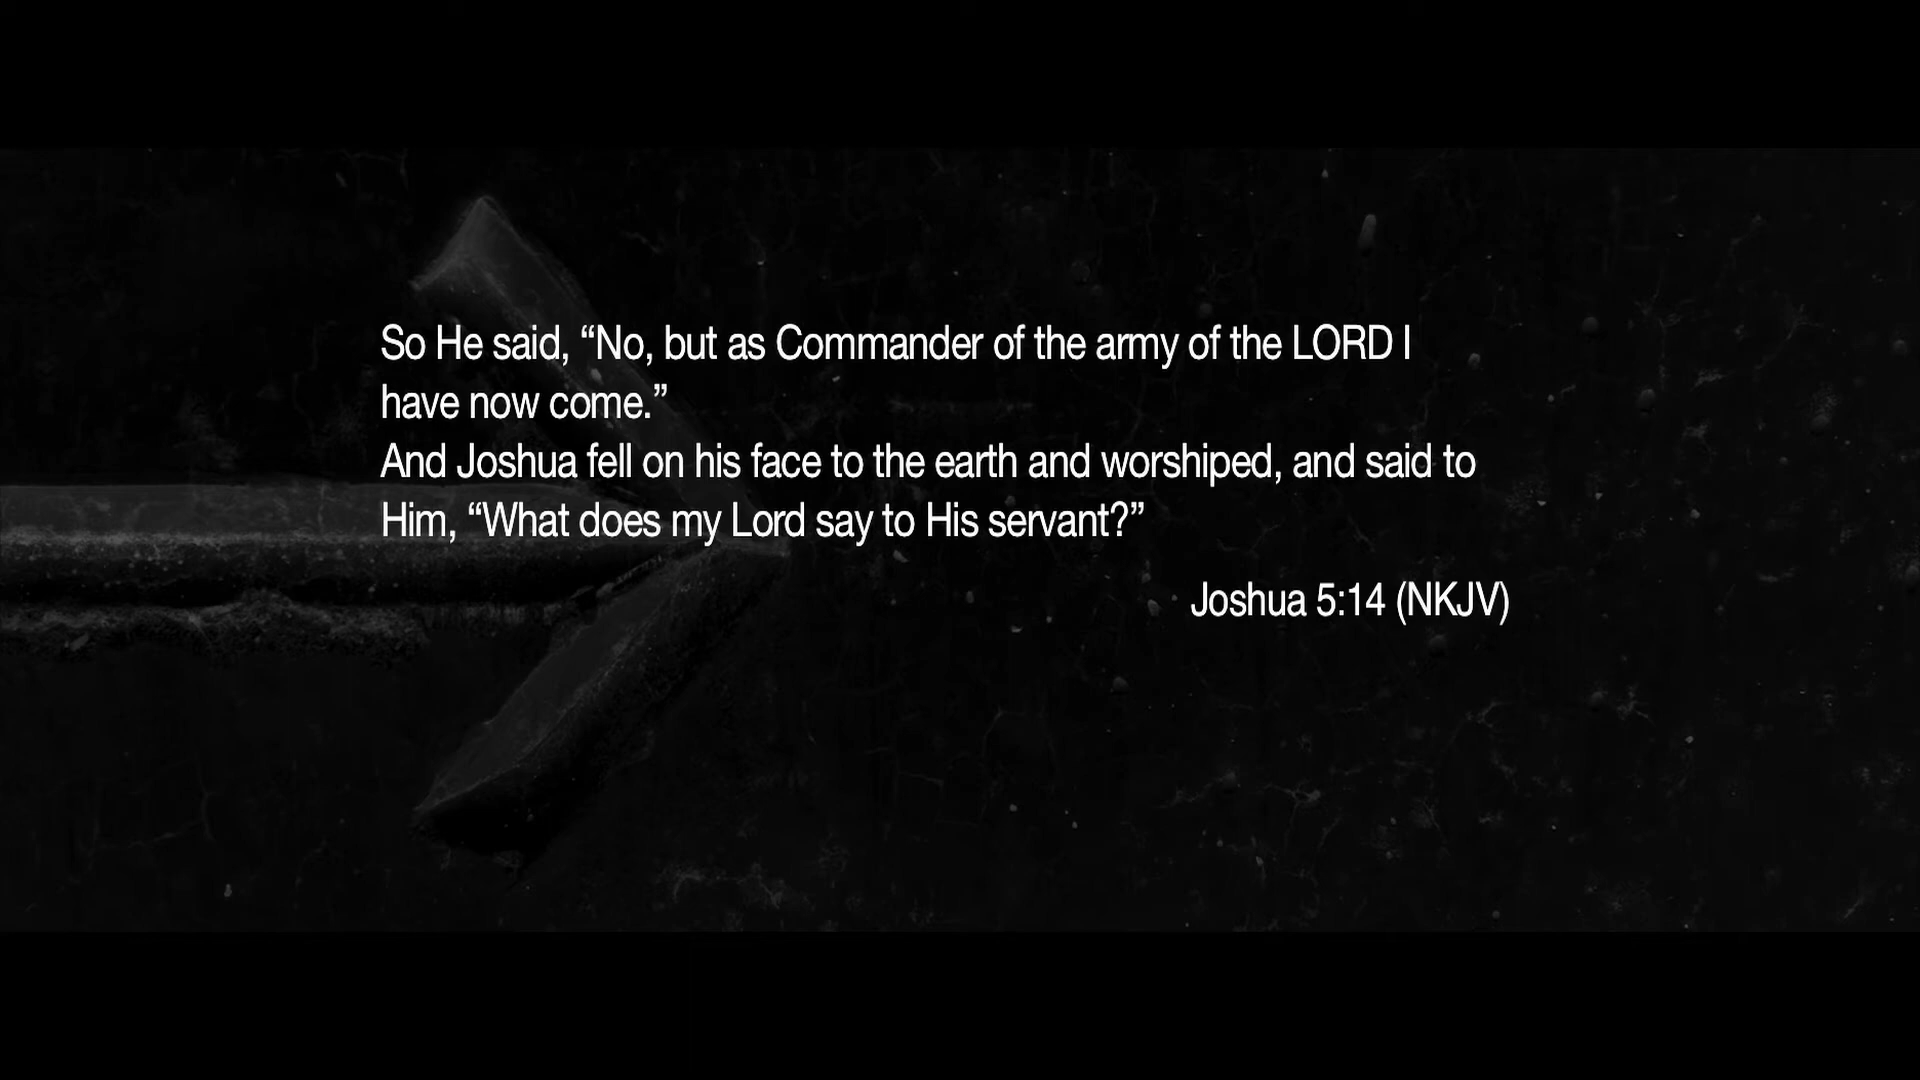 So He said, “No, but as Commander of the army of the LORD I
have now come.”
And Joshua fell on his face to the earth and worshiped, and said to
Him, “What does my Lord say to His servant?”
Joshua 5:14 (NKJV)